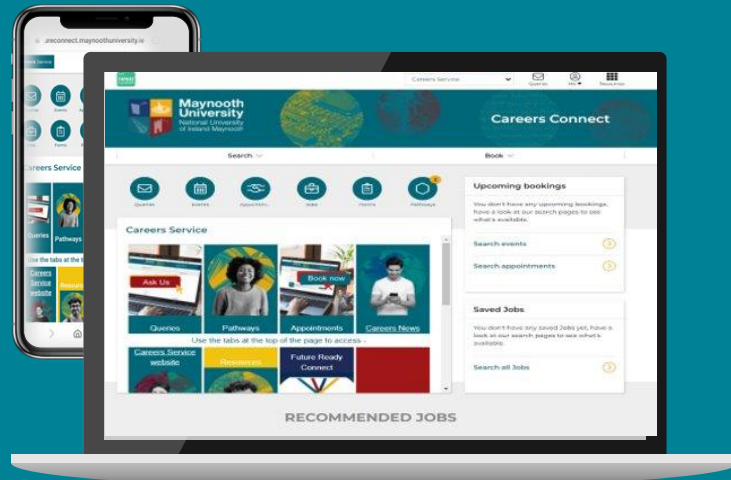 .reconnect.maynoothuniversity.ie
Events
Forms
Careers Service
Queries
Pathways
Use the tabs at the t
Careers
Service
website
Careers Service
Queries
Me
Resources
Maynooth
University
National University
of Ireland Maynooth
Careers Connect
Search
Book
Queries
Events
Jobs
Forms
Pathways
Careers Service
Ask Us
Book now
Queries
Pathways
Appointments
Careers News
Use the tabs at the top of the page to access -
Careers Service
website
Resources
Future Ready
Connect
Upcoming bookings
You don't have any upcoming bookings,
have a look at our search pages to see
what's available.
Search events
Search appointments
Saved Jobs
You don't have any saved Jobs yet, have a
look at our search pages to see what's
available.
Search all Jobs
RECOMMENDED JOBS